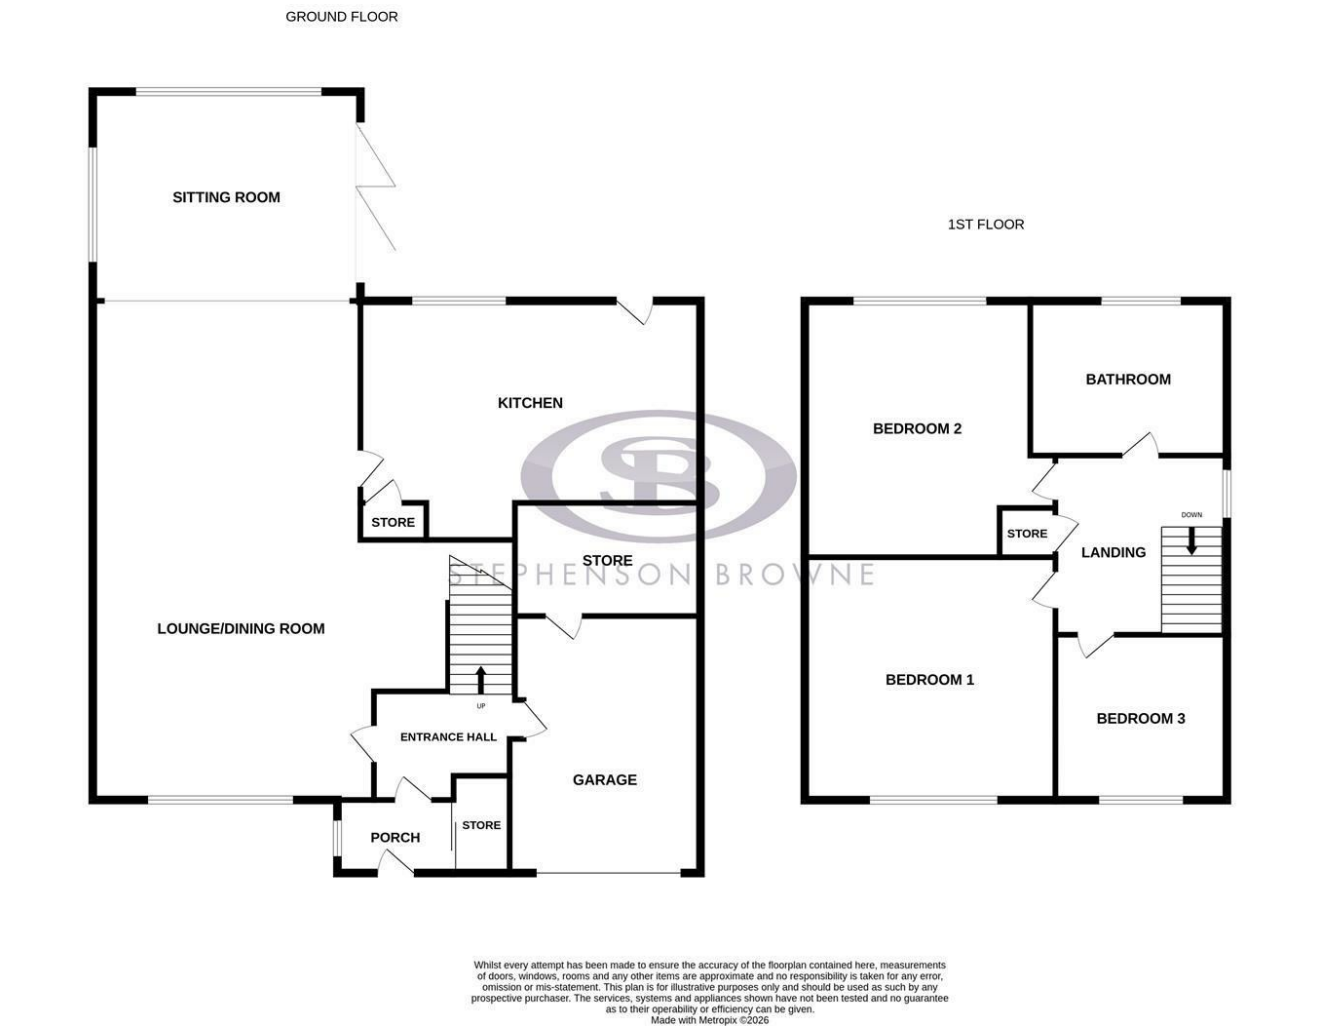 GROUND FLOOR
SITTING ROOM
1ST FLOOR
KITCHEN
STORE
STORE
LOUNGE/DINING ROOM
UP
ENTRANCE HALL
GARAGE
PORCH
STORE
BATHROOM
BEDROOM 2
DOWN
STORE
LANDING
BEDROOM 1
BEDROOM 3
SB
STEPHENSON BROWNE
Whilst every attempt has been made to ensure the accuracy of the floorplan contained here, measurements
of doors, windows, rooms and any other items are approximate and no responsibility is taken for any error,
omission or mis-statement. This plan is for illustrative purposes only and should be used as such by any
prospective purchaser. The services, systems and appliances shown have not been tested and no guarantee
as to their operability or efficiency can be given.
Made with Metropix ©2026